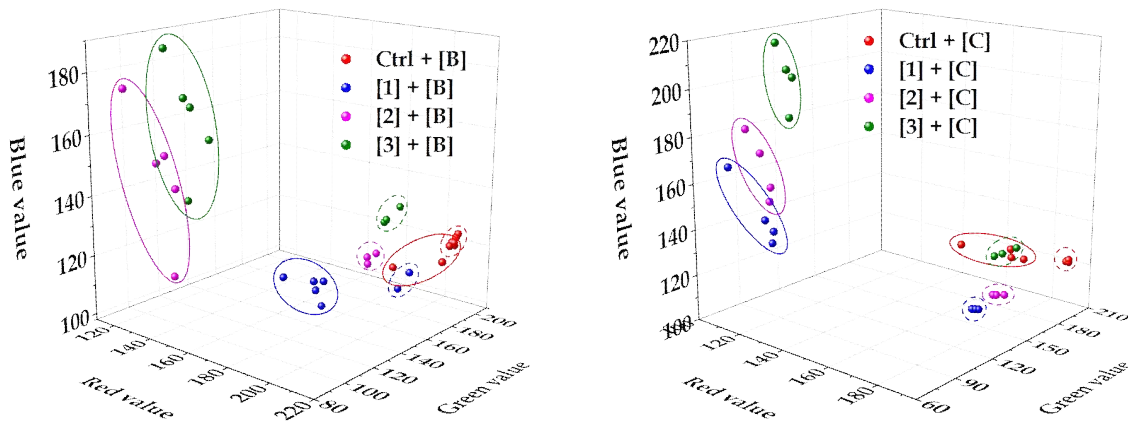 Ctrl + [B]
[1] + [B]
[2] + [B]
[3] + [B]
Blue value
180
160
140
120
100
120
140
160
180
200
220
Red value
80
100
120
140
160
180
200
Green value
Ctrl + [C]
[1] + [C]
[2] + [C]
[3] + [C]
Blue value
220
200
180
160
140
120
100
120
140
160
180
Red value
60
90
120
150
180
210
Green value